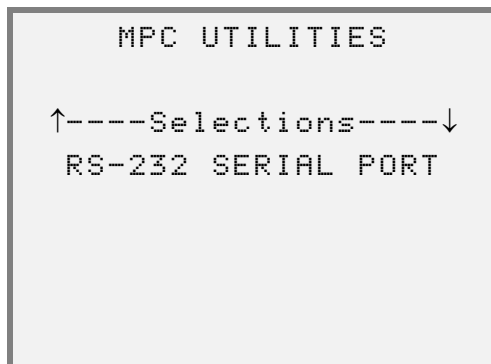 MPC UTILITIES
↑----Selections----↓
RS-232 SERIAL PORT